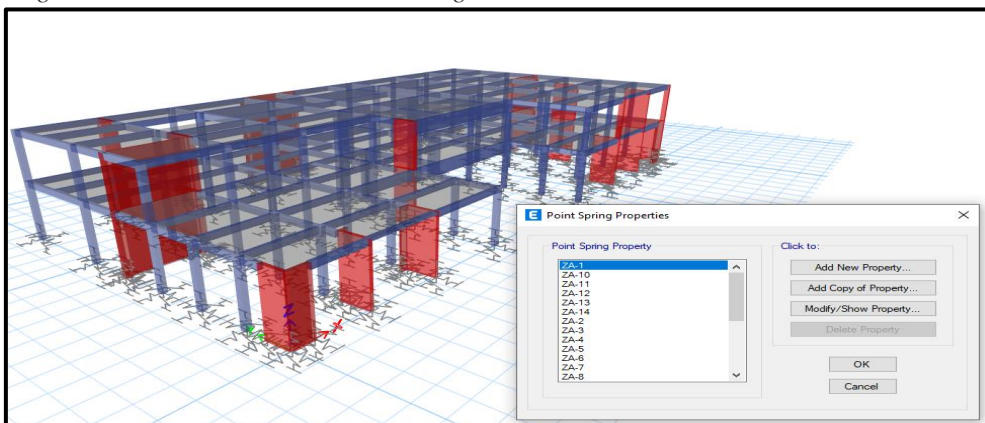 Point Spring Properties
Point Spring Property
ZA-1
ZA-10
ZA-11
ZA-12
ZA-13
ZA-14
ZA-2
ZA-3
ZA-4
ZA-5
ZA-6
ZA-7
ZA-8
Click to:
Add New Property...
Add Copy of Property...
Modify/Show Property...
Delete Property
OK
Cancel